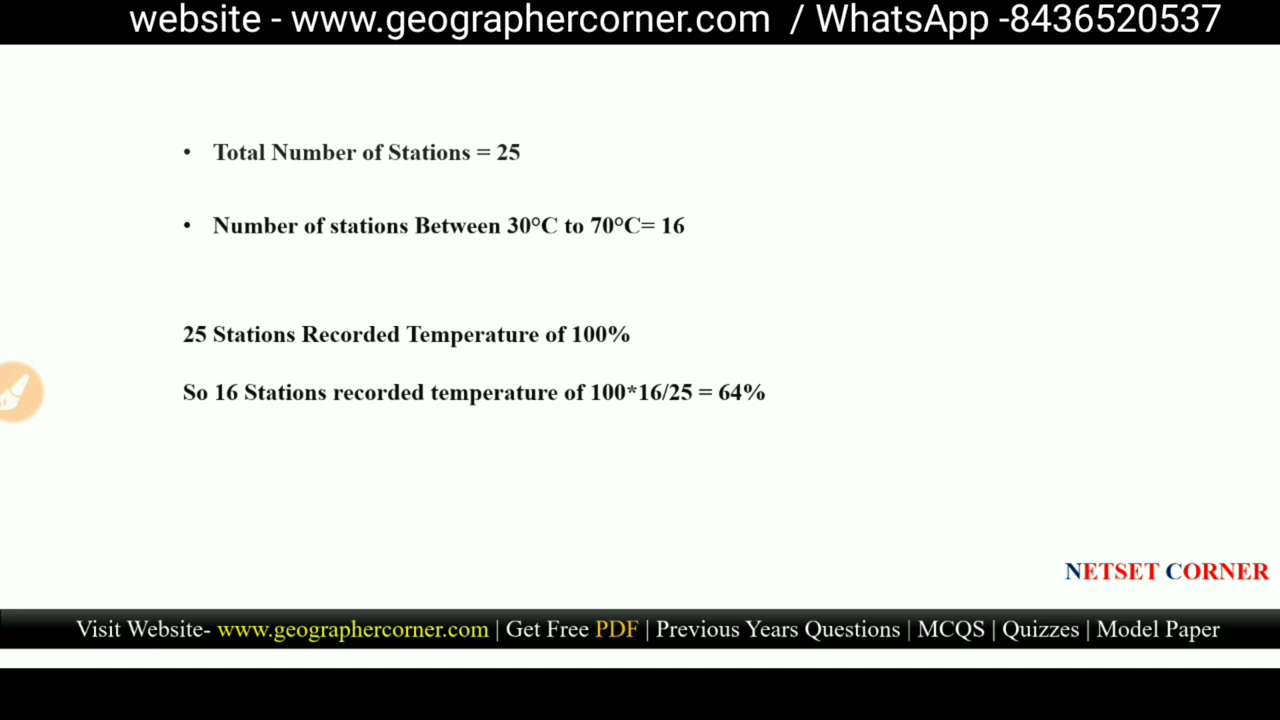 website - www.geographercorner.com / WhatsApp -8436520537
• Total Number of Stations = 25
• Number of stations Between 30°C to 70°C= 16
25 Stations Recorded Temperature of 100%
So 16 Stations recorded temperature of 100*16/25 = 64%
NETSET CORNER
Visit Website- www.geographercorner.com | Get Free PDF | Previous Years Questions | MCQS | Quizzes | Model Paper